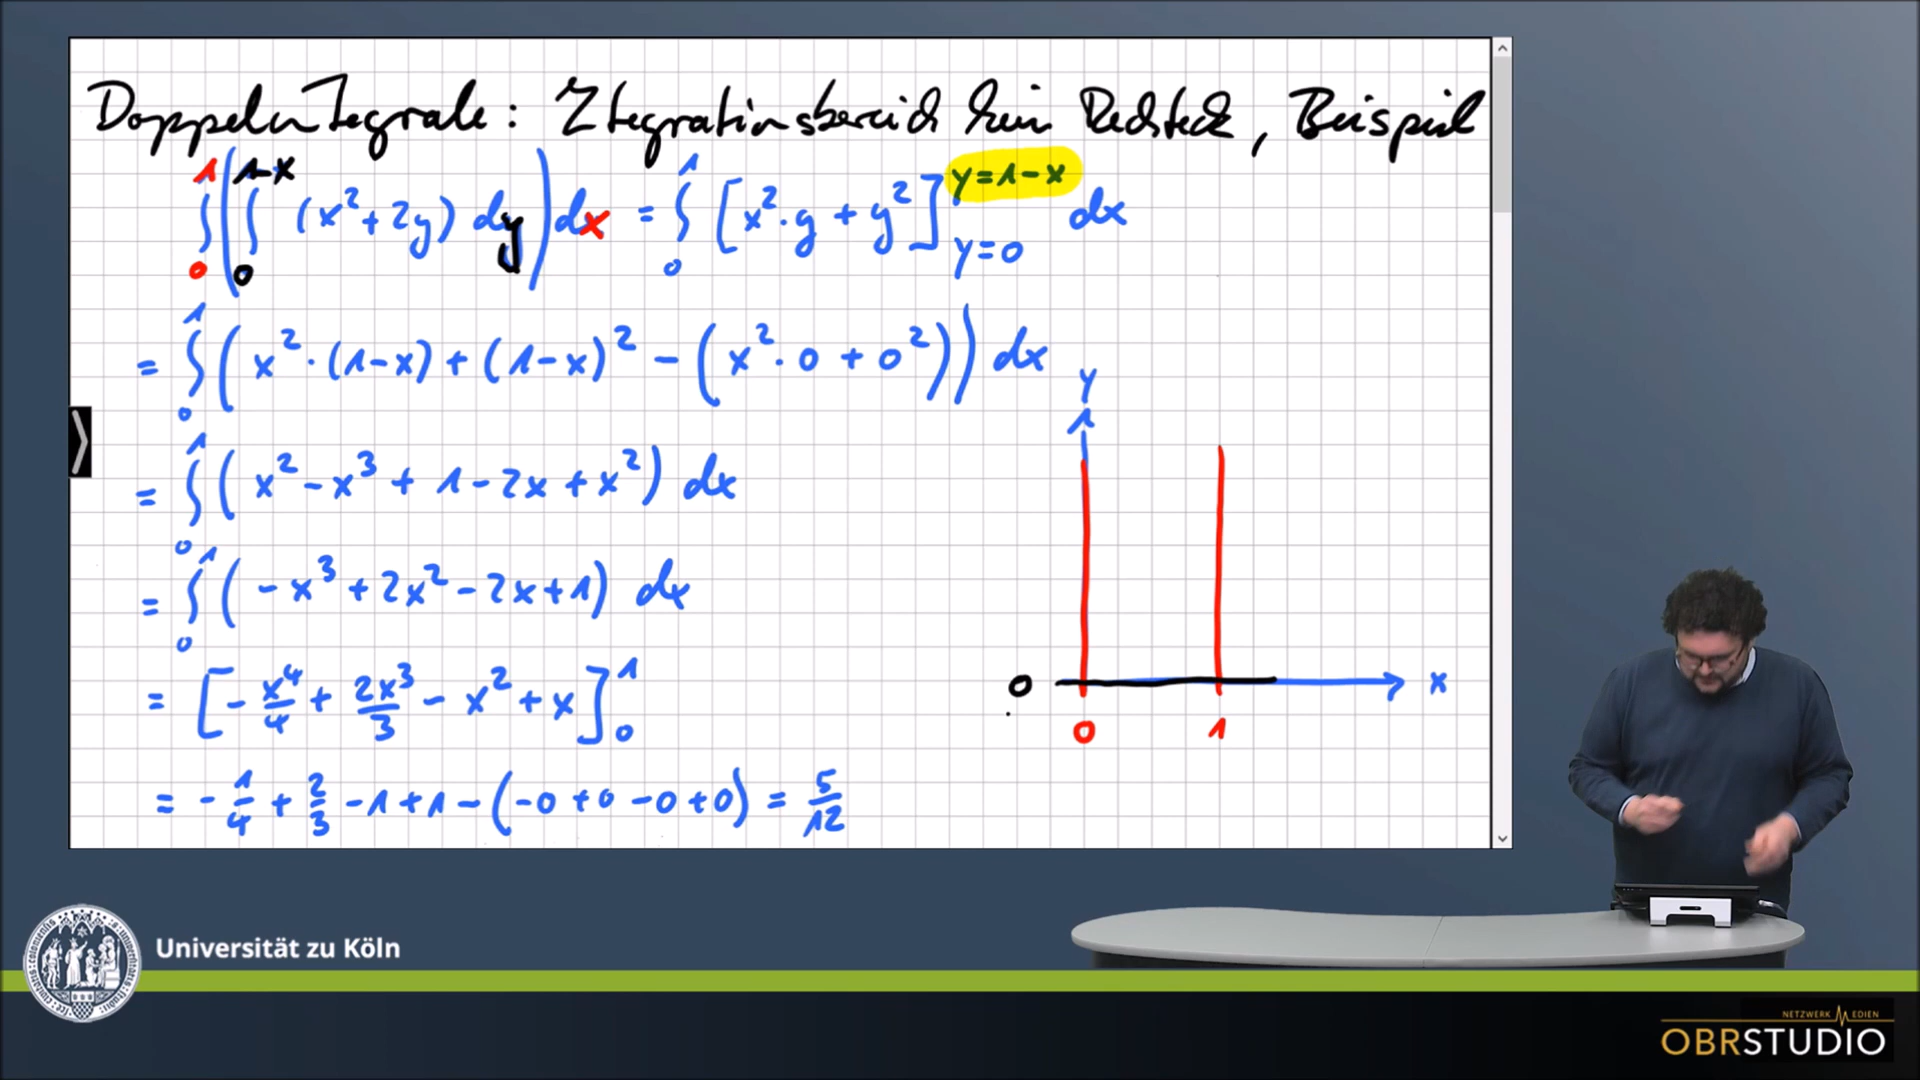 Doppelintegrale: Integrationsbereich kein Rechteck, Beispiel
∫₀¹ ( ∫₀^(1-x) (x² + 2y) dy ) dx = ∫₀¹ [x²·y + y²]_(y=0)^(y=1-x) dx
= ∫₀¹ ( x²·(1-x) + (1-x)² - (x²·0 + 0²) ) dx
= ∫₀¹ ( x² - x³ + 1 - 2x + x² ) dx
= ∫₀¹ ( -x³ + 2x² - 2x + 1 ) dx
= [ -x⁴/4 + 2x³/3 - x² + x ]₀¹
= -1/4 + 2/3 - 1 + 1 - (-0 + 0 - 0 + 0) = 5/12
y
0
x
0 1
Universität zu Köln
NETZWERK MEDIEN
OBRSTUDIO